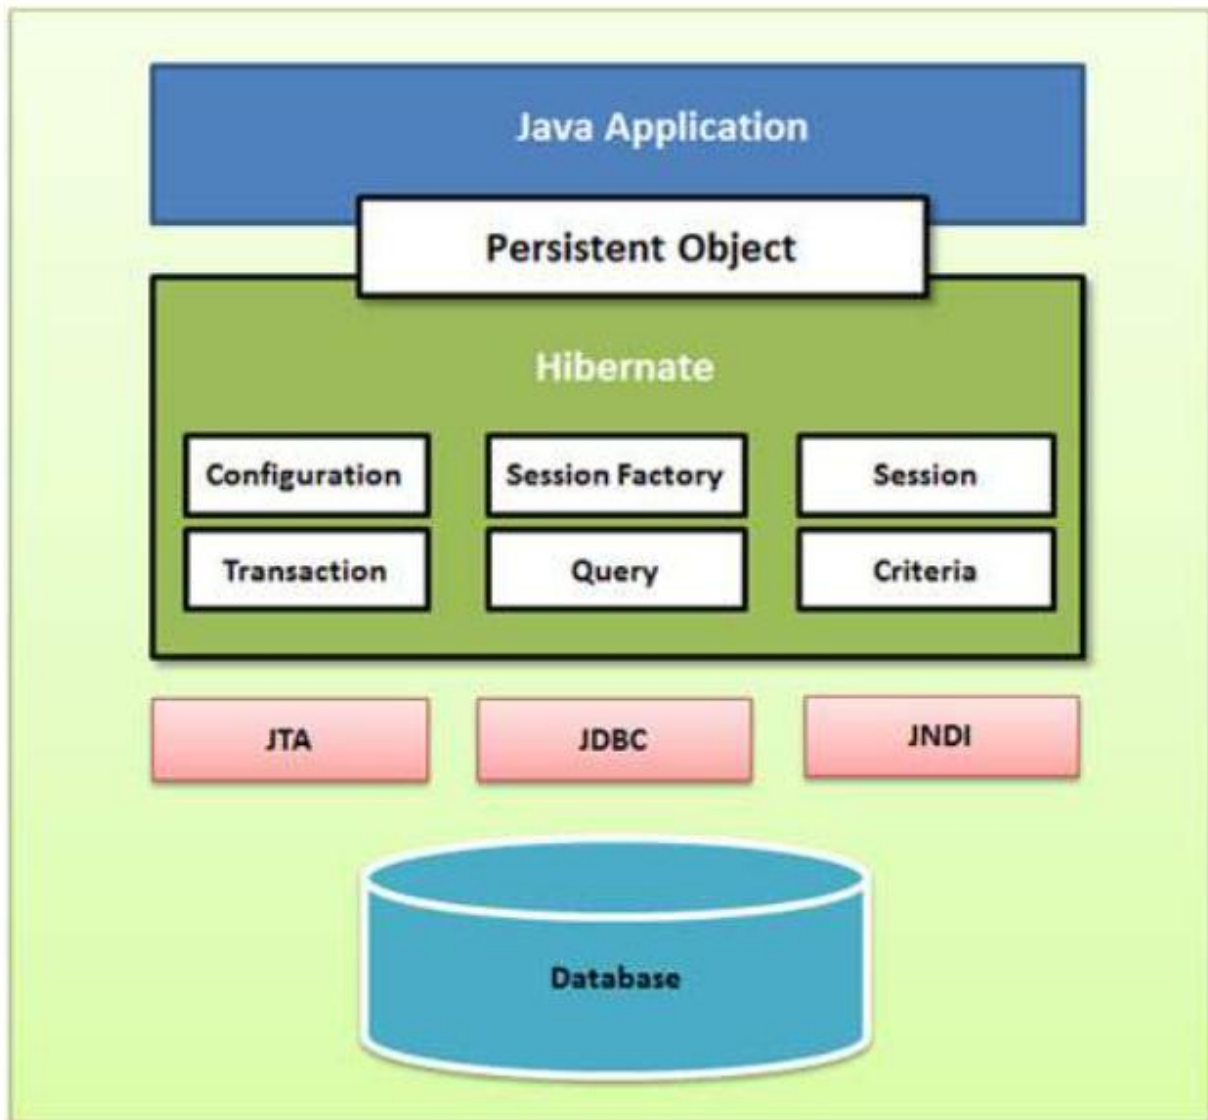 Java Application
Persistent Object
Hibernate
Configuration
Session Factory
Session
Transaction
Query
Criteria
JTA
JDBC
JNDI
Database